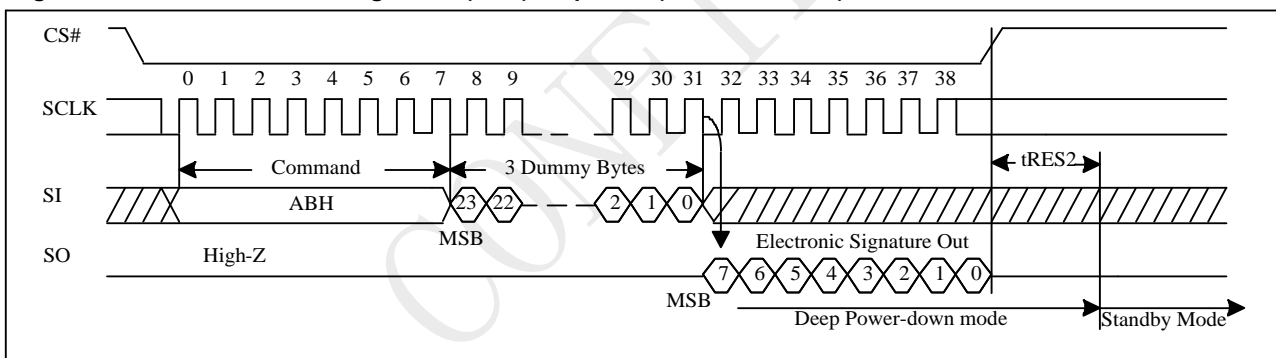 CS#
0 1 2 3 4 5 6 7 8 9 29 30 31 32 33 34 35 36 37 38
SCLK
Command 3 Dummy Bytes tRES2
SI ABH 23 22 2 1 0
MSB
SO High-Z Electronic Signature Out
7 6 5 4 3 2 1 0
MSB
Deep Power-down mode Standby Mode